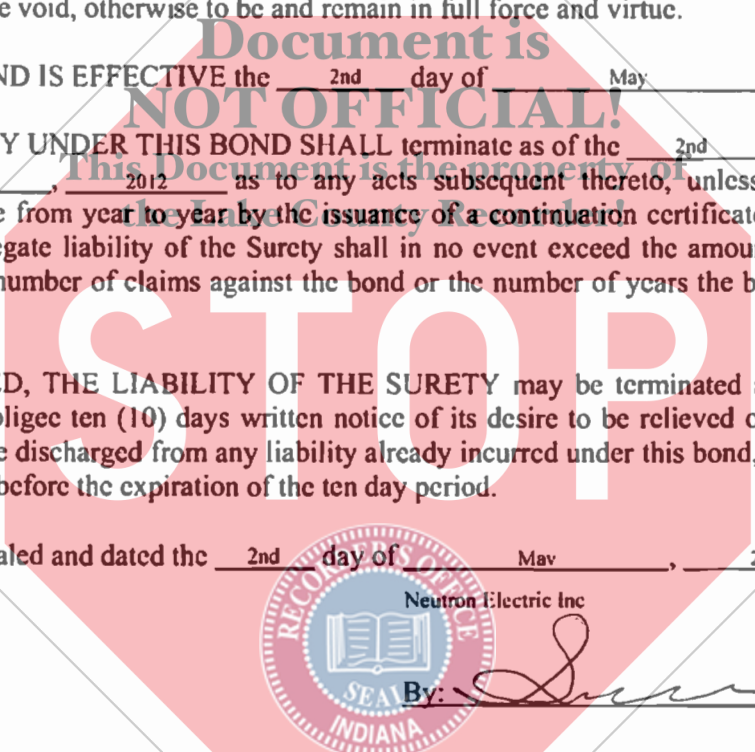 e void, otherwise to be and remain in full force and virtue.
Document is
ND IS EFFECTIVE the 2nd day of May
NOT OFFICIAL!
Y UNDER THIS BOND SHALL terminate as of the 2nd
This Document is the property of
, 2012 as to any acts subsequent thereto, unless
the Lake County Recorder!
e from year to year by the issuance of a continuation certificate
egate liability of the Surety shall in no event exceed the amou
number of claims against the bond or the number of years the b
STOP
ED, THE LIABILITY OF THE SURETY may be terminated
oligee ten (10) days written notice of its desire to be relieved o
e discharged from any liability already incurred under this bond,
before the expiration of the ten day period.
aled and dated the 2nd day of May, 2
Neutron Electric Inc
By:
RECORDER'S OFFICE
SEAL
INDIANA